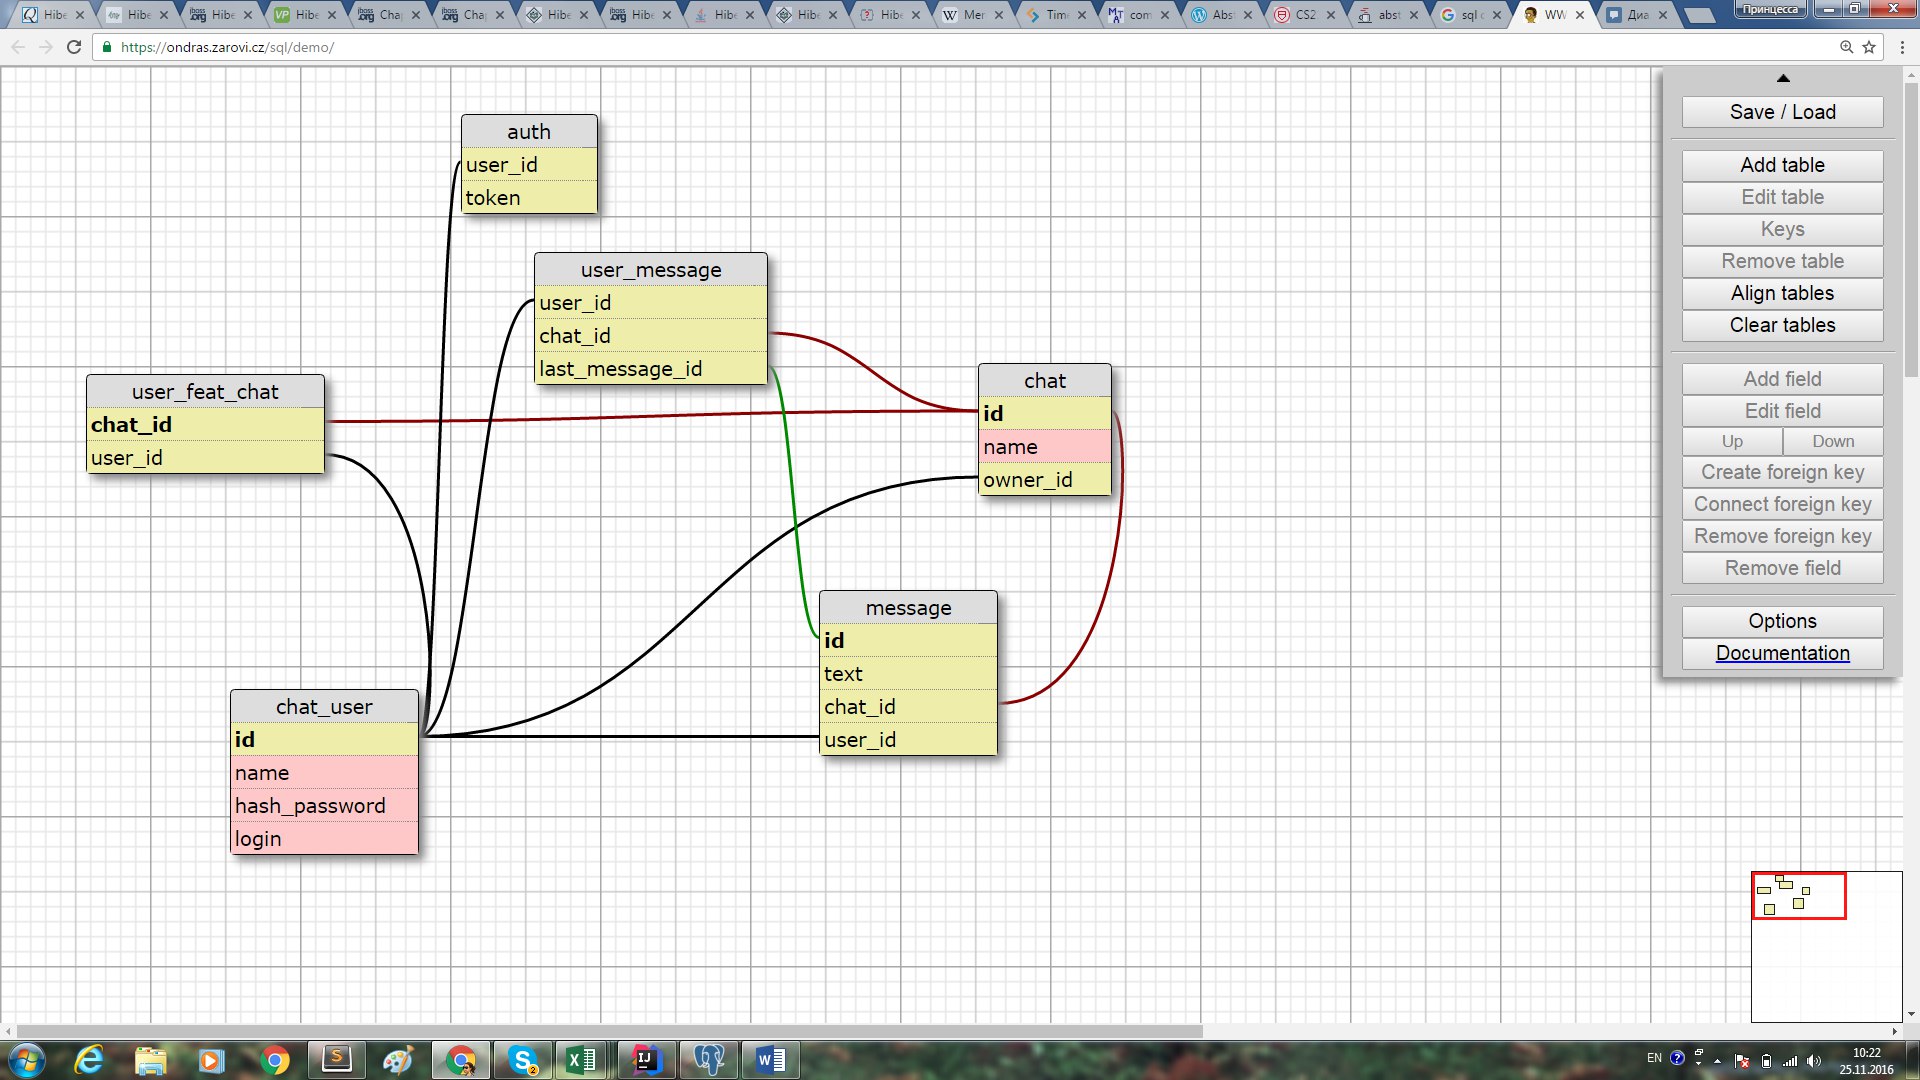 Hibe
Hibe
Hibe
Hibe
Cha
Cha
Hibe
Hibe
Hibe
Hibe
Hibe
Mer
Time
com
Abst
CS2
abst
sql c
WW
Диа
Принцесса
https://ondras.zarovi.cz/sql/demo/
auth
user_id
token
user_message
user_id
chat_id
last_message_id
user_feat_chat
chat_id
user_id
chat
id
name
owner_id
message
id
text
chat_id
user_id
chat_user
id
name
hash_password
login
Save / Load
Add table
Edit table
Keys
Remove table
Align tables
Clear tables
Add field
Edit field
Up Down
Create foreign key
Connect foreign key
Remove foreign key
Remove field
Options
Documentation
EN
10:22
25.11.2016